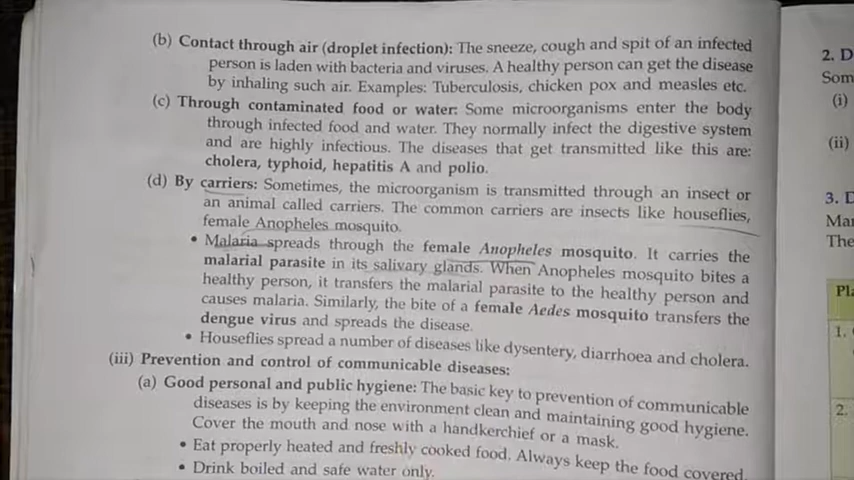 (b) Contact through air (droplet infection): The sneeze, cough and spit of an infected
person is laden with bacteria and viruses. A healthy person can get the disease
by inhaling such air. Examples: Tuberculosis, chicken pox and measles etc.
(c) Through contaminated food or water: Some microorganisms enter the body
through infected food and water. They normally infect the digestive system
and are highly infectious. The diseases that get transmitted like this are:
cholera, typhoid, hepatitis A and polio.
(d) By carriers: Sometimes, the microorganism is transmitted through an insect or
an animal called carriers. The common carriers are insects like houseflies,
female Anopheles mosquito.
• Malaria spreads through the female Anopheles mosquito. It carries the
malarial parasite in its salivary glands. When Anopheles mosquito bites a
healthy person, it transfers the malarial parasite to the healthy person and
causes malaria. Similarly, the bite of a female Aedes mosquito transfers the
dengue virus and spreads the disease.
• Houseflies spread a number of diseases like dysentery, diarrhoea and cholera.
(iii) Prevention and control of communicable diseases:
(a) Good personal and public hygiene: The basic key to prevention of communicable
diseases is by keeping the environment clean and maintaining good hygiene.
Cover the mouth and nose with a handkerchief or a mask.
• Eat properly heated and freshly cooked food. Always keep the food covered.
• Drink boiled and safe water only.
2.
(i)
(ii)
3.
The
1.
2.